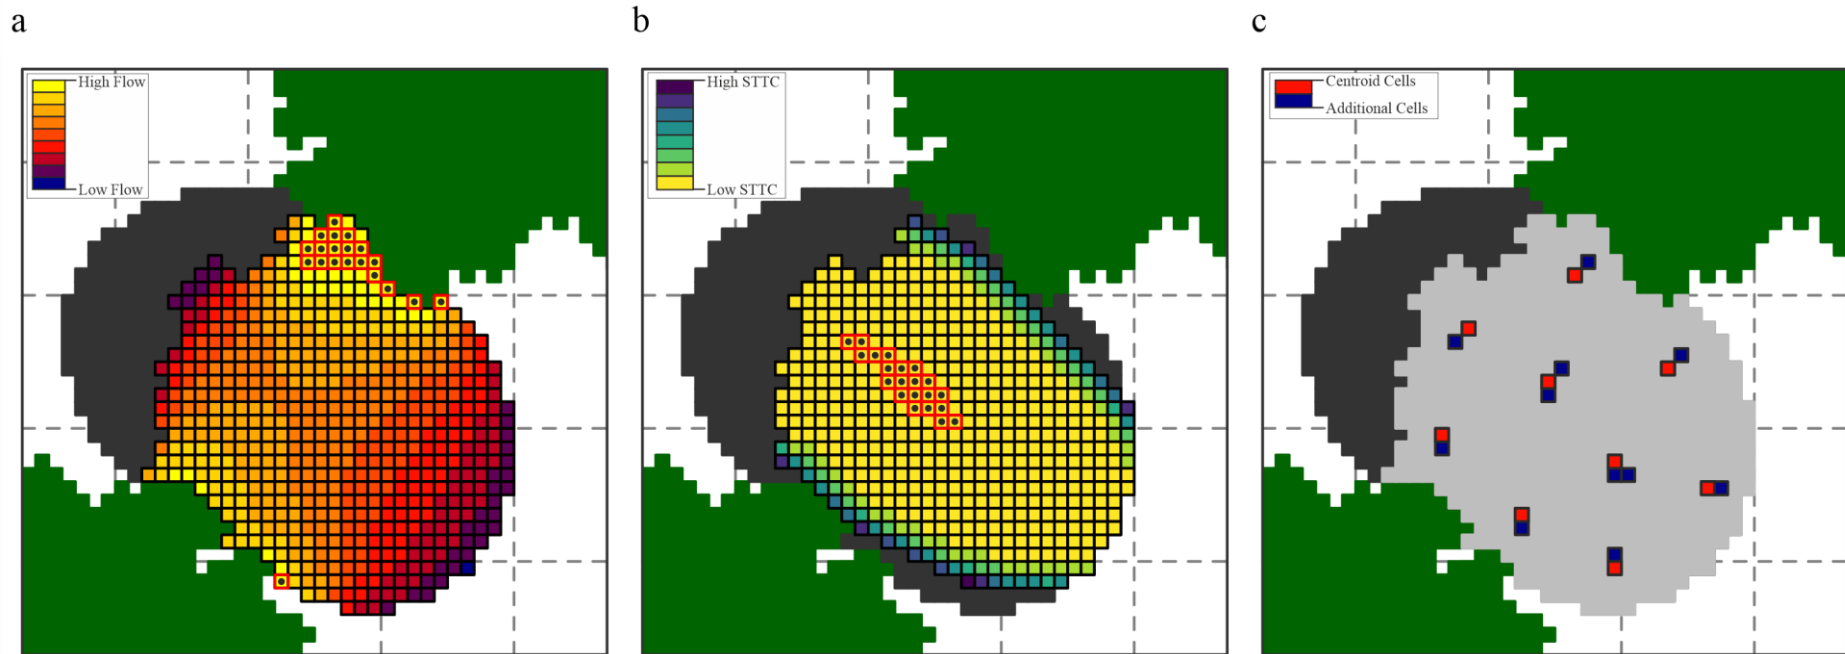 a
b
c
High Flow
Low Flow
High STTC
Low STTC
Centroid Cells
Additional Cells